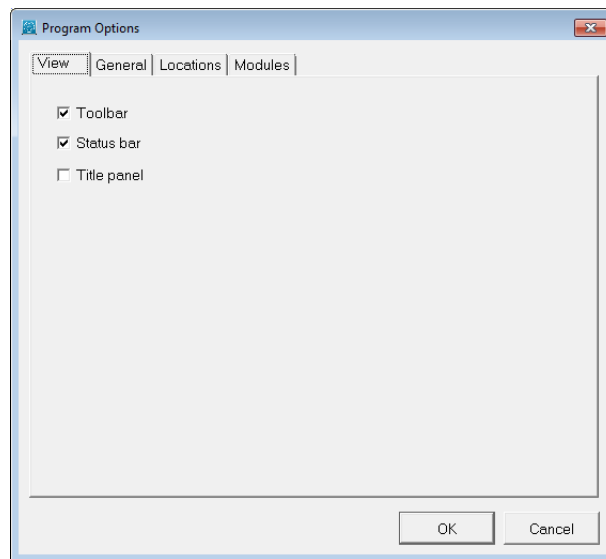 Program Options
View General Locations Modules
Toolbar
Status bar
Title panel
OK Cancel